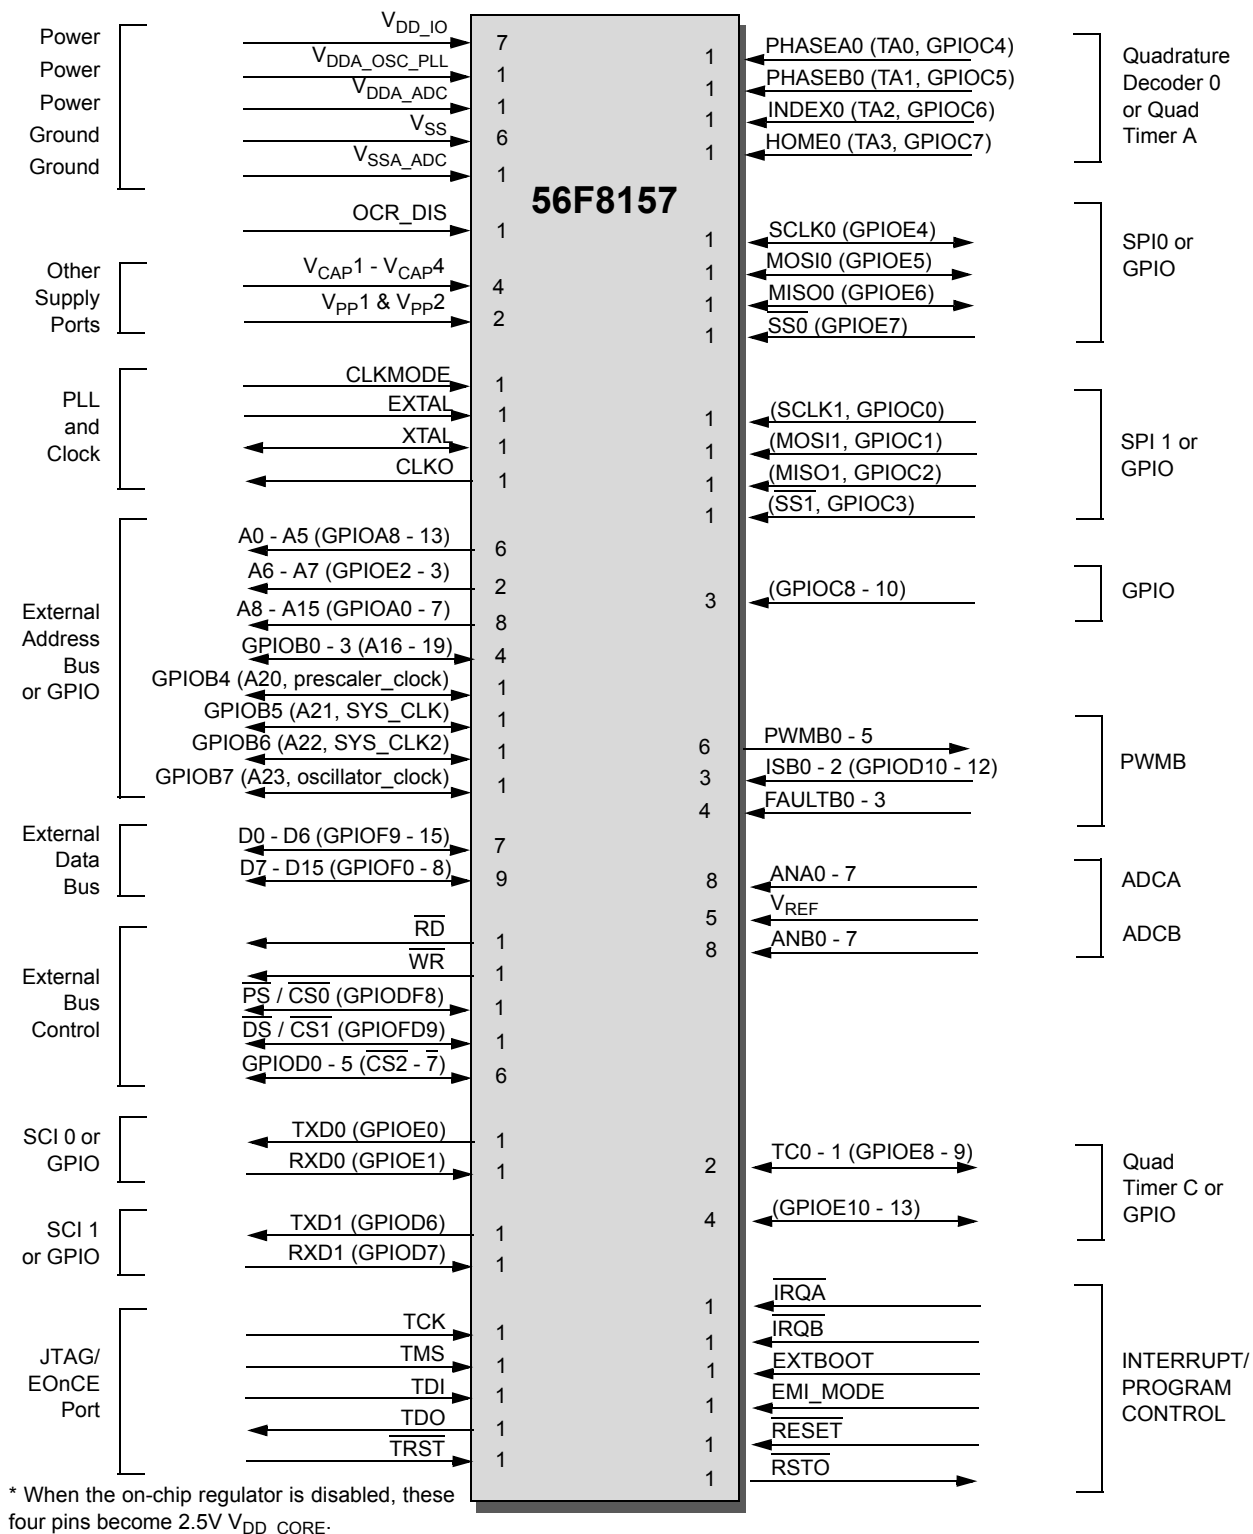 56F8157
Power
Power
Power
Ground
Ground
V_DD_IO 7
V_DDA_OSC_PLL 1
V_DDA_ADC 1
V_SS 6
V_SSA_ADC 1
OCR_DIS 1
Other
Supply
Ports
V_CAP1 - V_CAP4 4
V_PP1 & V_PP2 2
PLL
and
Clock
CLKMODE 1
EXTAL 1
XTAL 1
CLKO 1
External
Address
Bus
or GPIO
A0 - A5 (GPIOA8 - 13) 6
A6 - A7 (GPIOE2 - 3) 2
A8 - A15 (GPIOA0 - 7) 8
GPIOB0 - 3 (A16 - 19) 4
GPIOB4 (A20, prescaler_clock) 1
GPIOB5 (A21, SYS_CLK) 1
GPIOB6 (A22, SYS_CLK2) 1
GPIOB7 (A23, oscillator_clock) 1
External
Data
Bus
D0 - D6 (GPIOF9 - 15) 7
D7 - D15 (GPIOF0 - 8) 9
External
Bus
Control
RD 1
WR 1
PS / CS0 (GPIODF8) 1
DS / CS1 (GPIOFD9) 1
GPIOD0 - 5 (CS2 - 7) 6
SCI 0 or
GPIO
TXD0 (GPIOE0) 1
RXD0 (GPIOE1) 1
SCI 1
or GPIO
TXD1 (GPIOD6) 1
RXD1 (GPIOD7) 1
JTAG/
EOnCE
Port
TCK 1
TMS 1
TDI 1
TDO 1
TRST 1
1 PHASEA0 (TA0, GPIOC4)
1 PHASEB0 (TA1, GPIOC5)
1 INDEX0 (TA2, GPIOC6)
1 HOME0 (TA3, GPIOC7)
Quadrature
Decoder 0
or Quad
Timer A
1 SCLK0 (GPIOE4)
1 MOSI0 (GPIOE5)
1 MISO0 (GPIOE6)
1 SS0 (GPIOE7)
SPI0 or
GPIO
1 (SCLK1, GPIOC0)
1 (MOSI1, GPIOC1)
1 (MISO1, GPIOC2)
1 (SS1, GPIOC3)
SPI 1 or
GPIO
3 (GPIOC8 - 10)
GPIO
6 PWMB0 - 5
3 ISB0 - 2 (GPIOD10 - 12)
4 FAULTB0 - 3
PWMB
8 ANA0 - 7
5 V_REF
8 ANB0 - 7
ADCA
ADCB
2 TC0 - 1 (GPIOE8 - 9)
4 (GPIOE10 - 13)
Quad
Timer C or
GPIO
1 IRQA
1 IRQB
1 EXTBOOT
1 EMI_MODE
1 RESET
1 RSTO
INTERRUPT/
PROGRAM
CONTROL
* When the on-chip regulator is disabled, these
four pins become 2.5V V_DD_CORE.